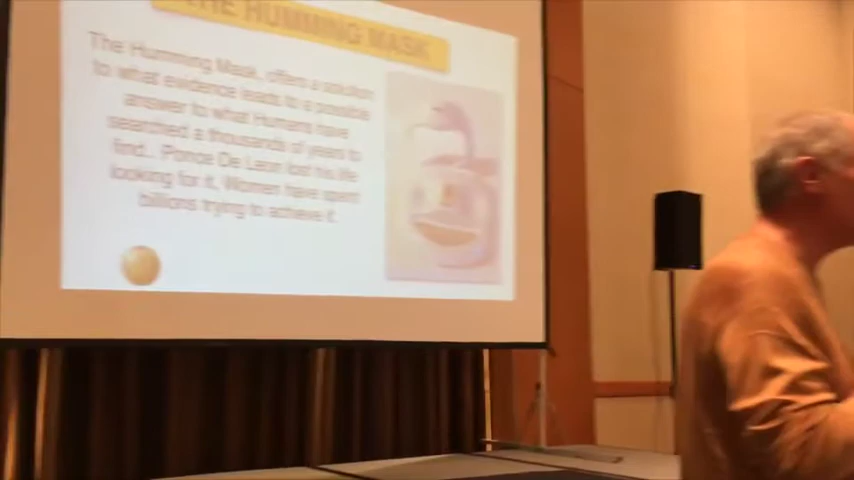 THE HUMMING MASK
The Humming Mask, offers a solution
to what evidence leads to a possible
answer to what Humans have
searched a thousands of years to
find... Ponce De Leon lost his life
looking for it, Women have spent
billions trying to achieve it.